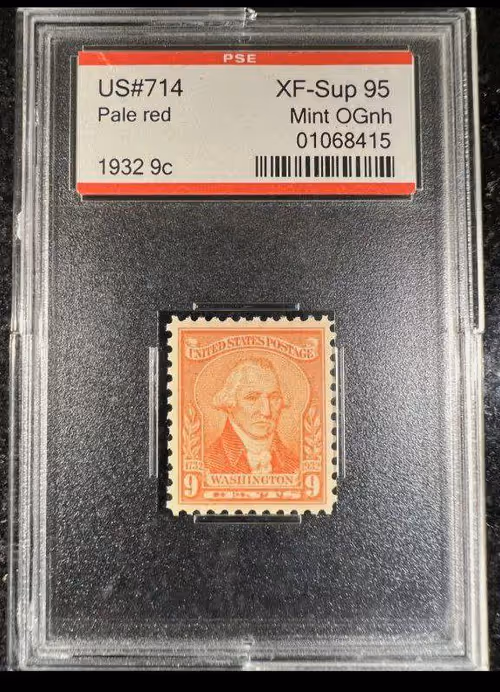 PSE
US#714 XF-Sup 95
Pale red Mint OGnh
01068415
1932 9c
UNITED STATES POSTAGE
1732 1932
WASHINGTON
9 9